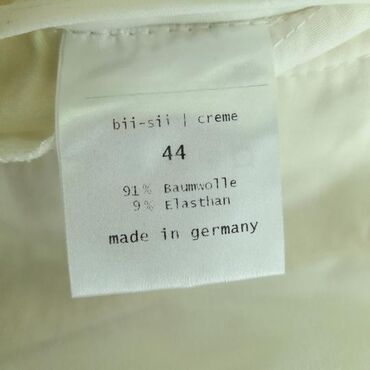 bii-sii | creme
44
91% Baumwolle
9% Elasthan
made in germany